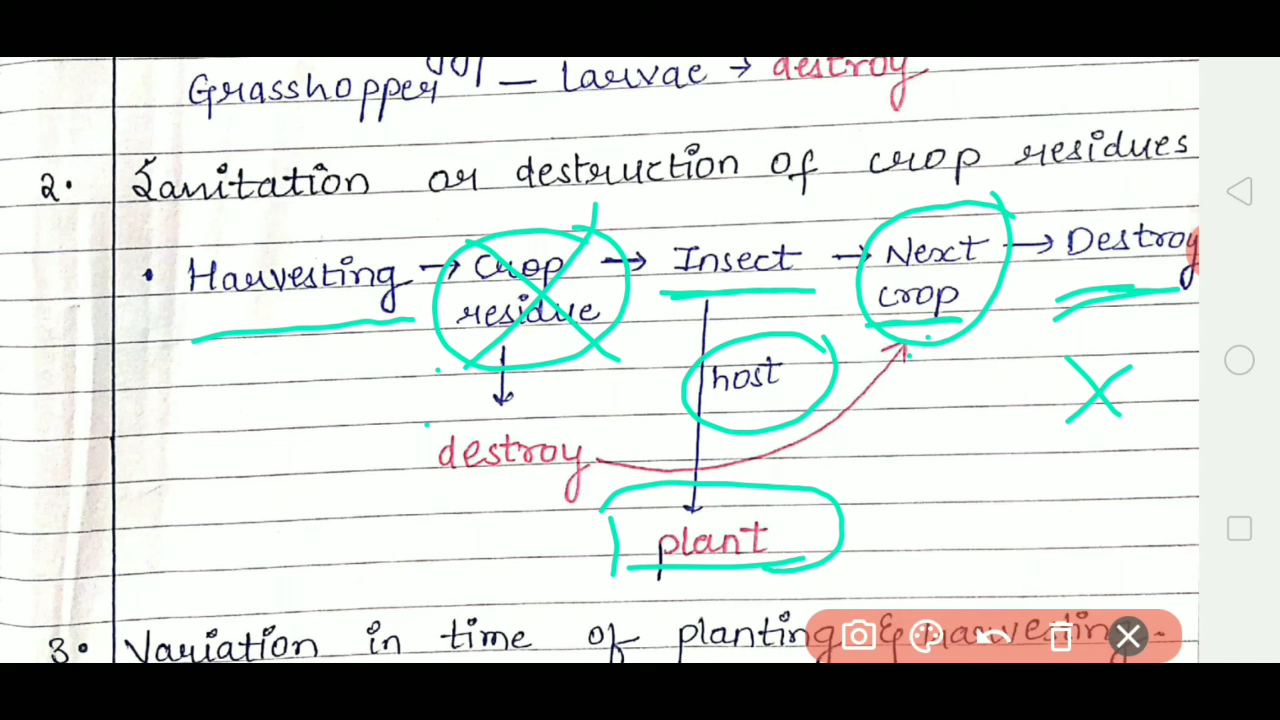 Grasshopper — Larvae → destroy
2. Sanitation or destruction of crop residues
• Harvesting → Crop residue → Insect → Next crop → Destroy
host
destroy
plant
3. Variation in time of planting & harvesting.